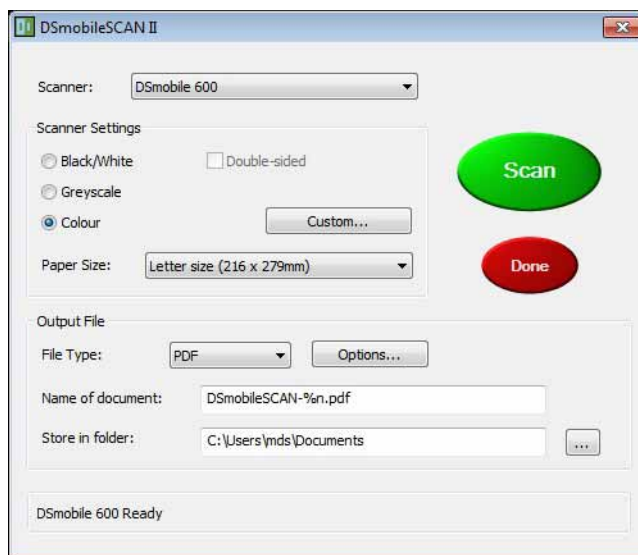 DSmobileSCAN II
Scanner: DSmobile 600
Scanner Settings
Black/White Double-sided
Scan
Greyscale
Colour Custom...
Done
Paper Size: Letter size (216 x 279mm)
Output File
File Type: PDF Options...
Name of document: DSmobileSCAN-%n.pdf
Store in folder: C:\Users\mds\Documents ...
DSmobile 600 Ready